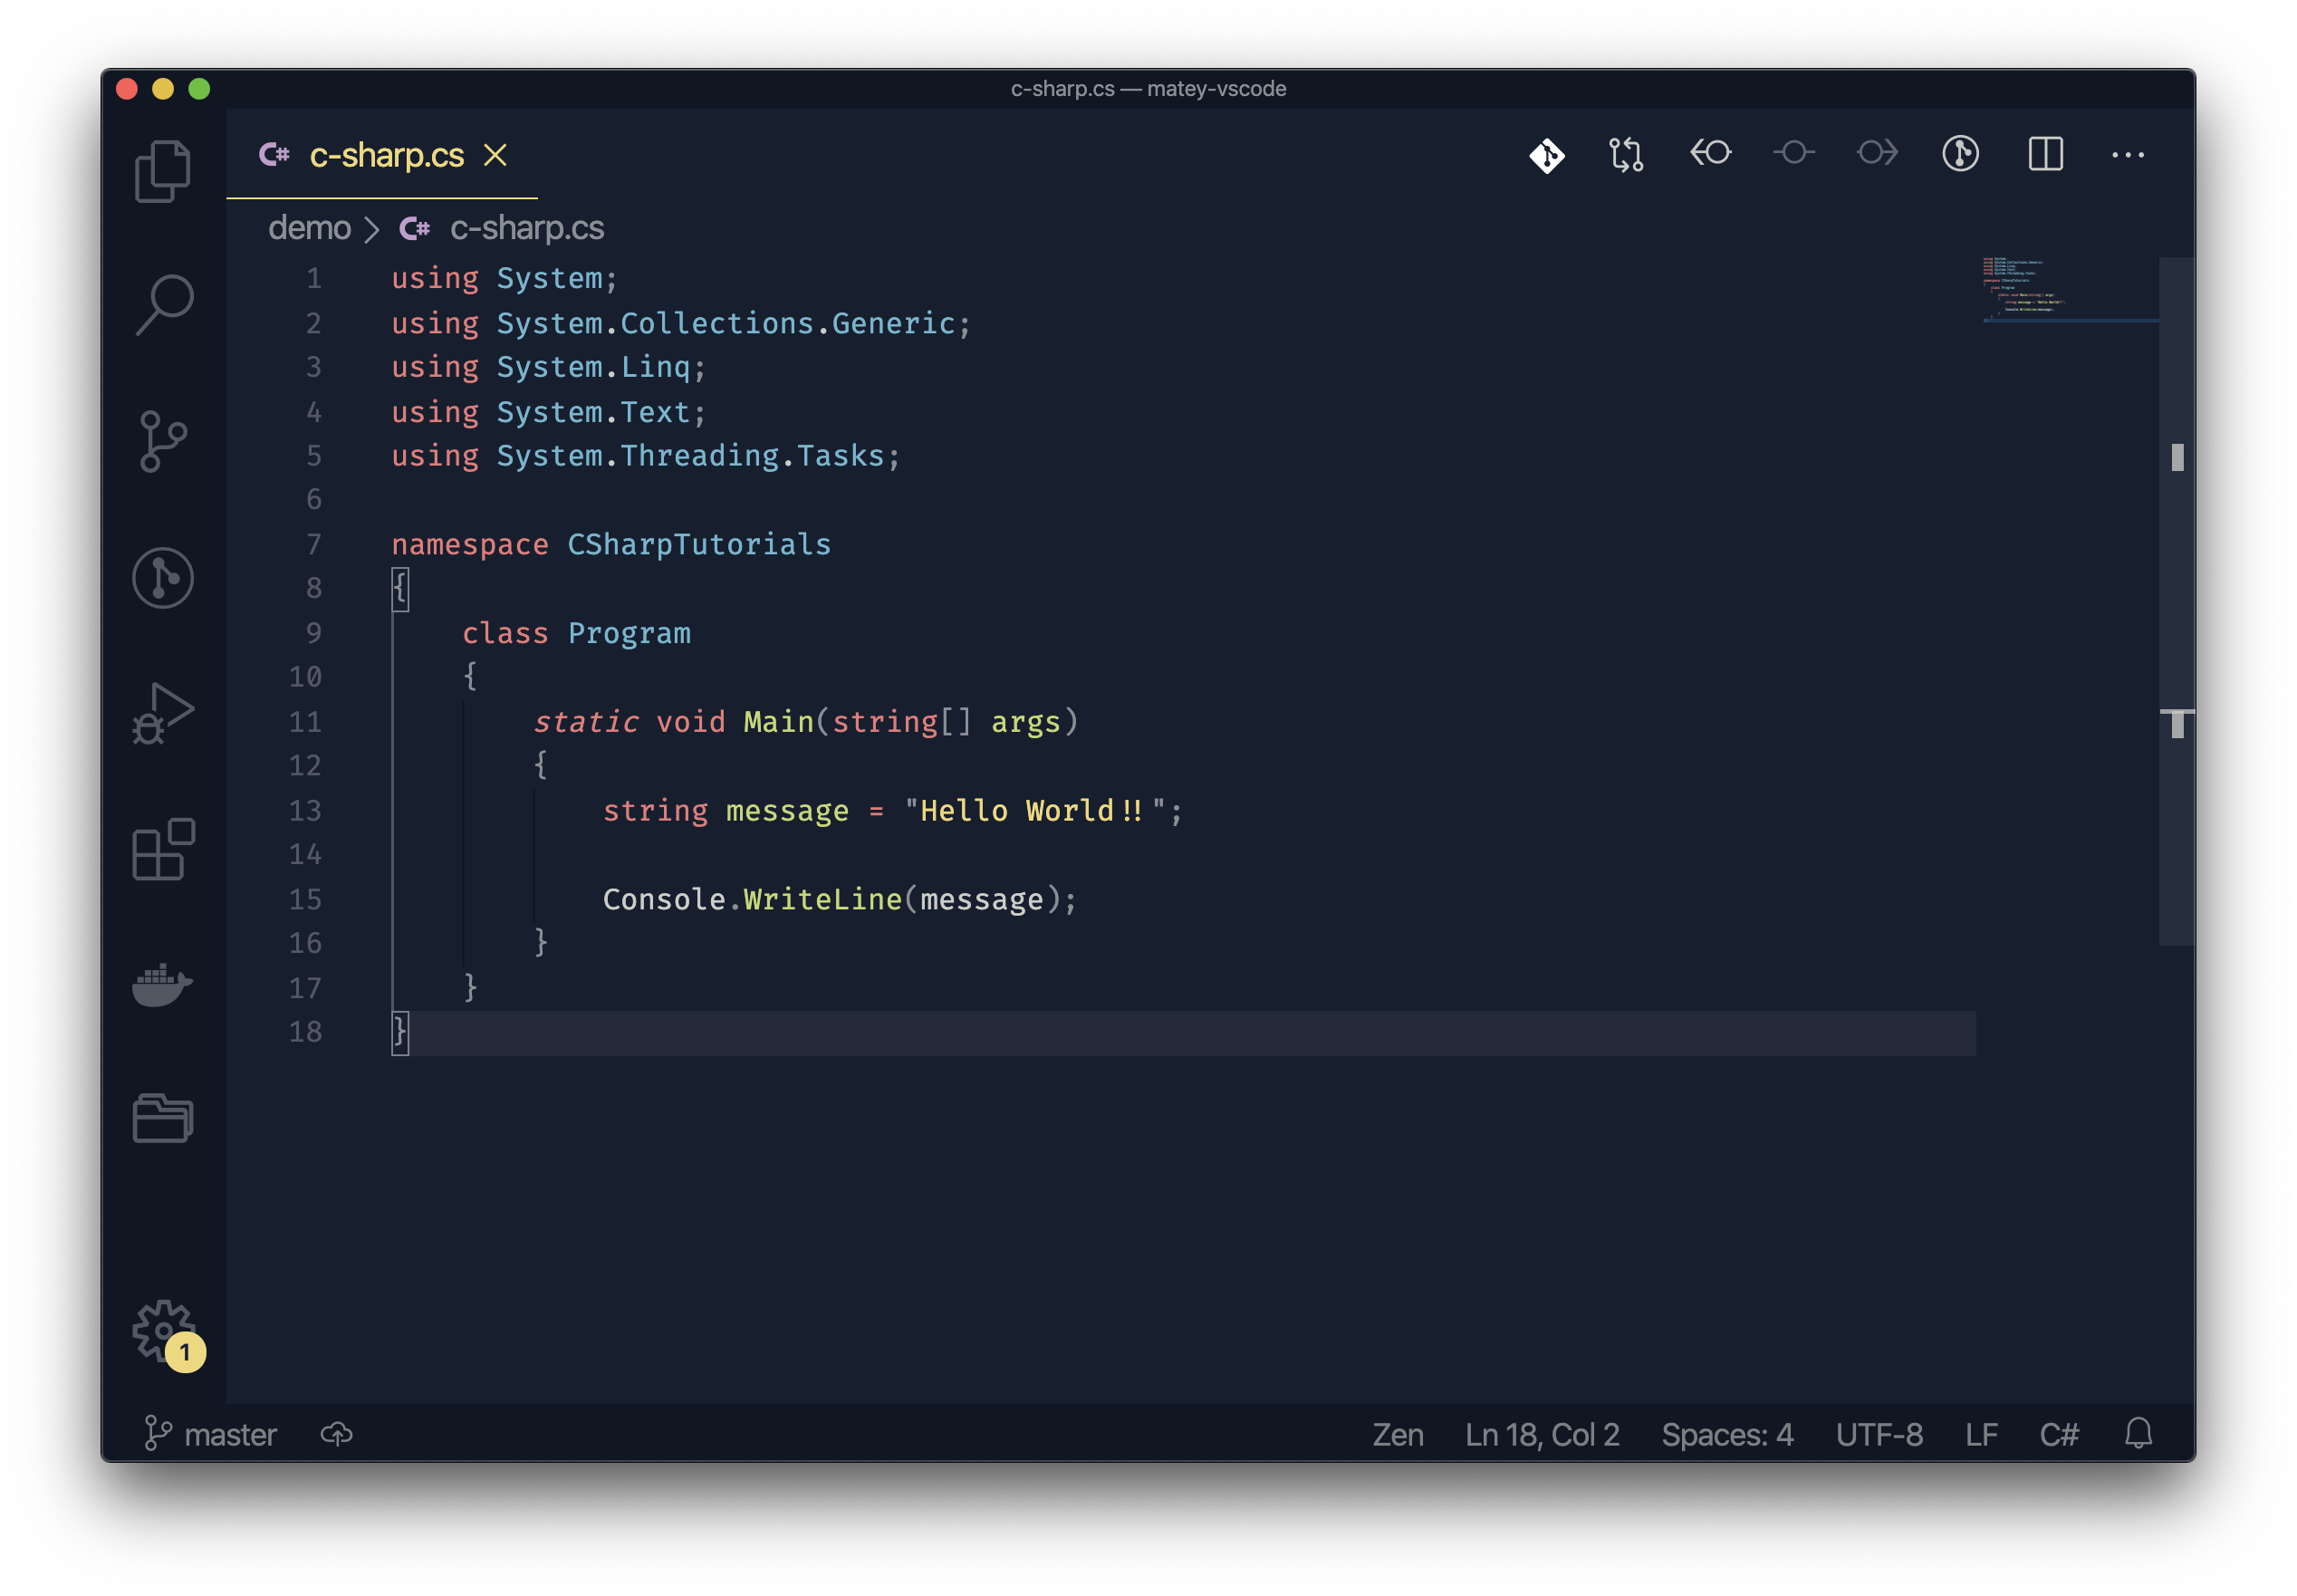 c-sharp.cs — matey-vscode
c-sharp.cs
demo > c-sharp.cs
1 using System;
2 using System.Collections.Generic;
3 using System.Linq;
4 using System.Text;
5 using System.Threading.Tasks;
6
7 namespace CSharpTutorials
8 {
9     class Program
10     {
11         static void Main(string[] args)
12         {
13             string message = "Hello World!!";
14
15             Console.WriteLine(message);
16         }
17     }
18 }
1
master
Zen Ln 18, Col 2 Spaces: 4 UTF-8 LF C#